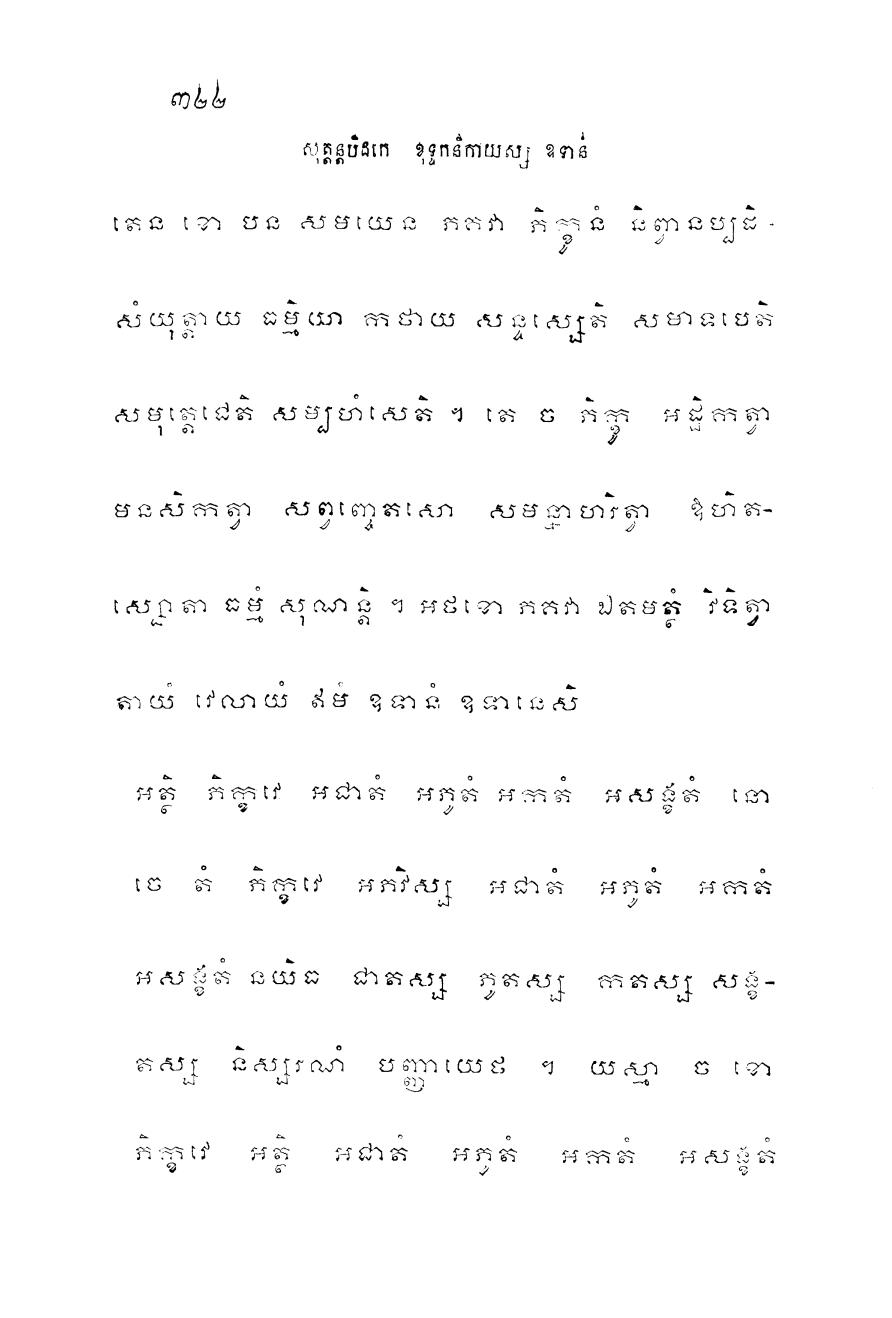 ៣២២
សុត្តន្តបិដកេ ខុទ្ទកនិកាយស្ស ឧទានំ
តេន ខោ បន សមយេន ភគវា ភិក្ខូនំ និព្វានប្បដិ-
សំយុត្តាយ ធម្មិយា កថាយ សន្ទស្សេតិ សមាទបេតិ
សមុត្តេជេតិ សម្បហំសេតិ ។ តេ ច ភិក្ខូ អដ្ឋិកត្វា
មនសិកត្វា សព្វញ្ចេតសោ សមន្នាហរិត្វា ឱហិត-
ស្សោតា ធម្មំ សុណន្តិ ។ អថខោ ភគវា ឯតមត្ថំ វិទិត្វា
តាយំ វេលាយំ ឥមំ ឧទានំ ឧទានេសិ
អត្ថិ ភិក្ខវេ អជាតំ អភូតំ អកតំ អសង្ខតំ នោ
ចេ តំ ភិក្ខវេ អភវិស្ស អជាតំ អភូតំ អកតំ
អសង្ខតំ នយិធ ជាតស្ស ភូតស្ស កតស្ស សង្ខ-
តស្ស និស្សរណំ បញ្ញាយេថ ។ យស្មា ច ខោ
ភិក្ខវេ អត្ថិ អជាតំ អភូតំ អកតំ អសង្ខតំ